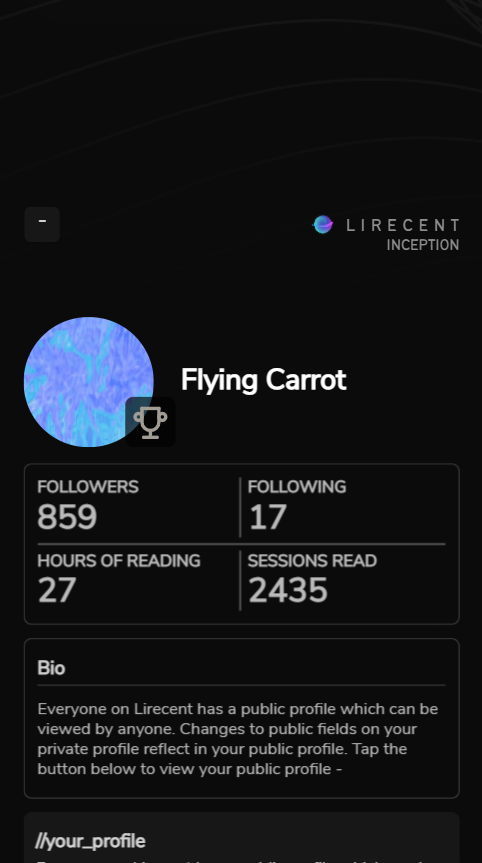 -
LIRECENT
INCEPTION
Flying Carrot
FOLLOWERS
859
FOLLOWING
17
HOURS OF READING
27
SESSIONS READ
2435
Bio
Everyone on Lirecent has a public profile which can be
viewed by anyone. Changes to public fields on your
private profile reflect in your public profile. Tap the
button below to view your public profile -
//your_profile